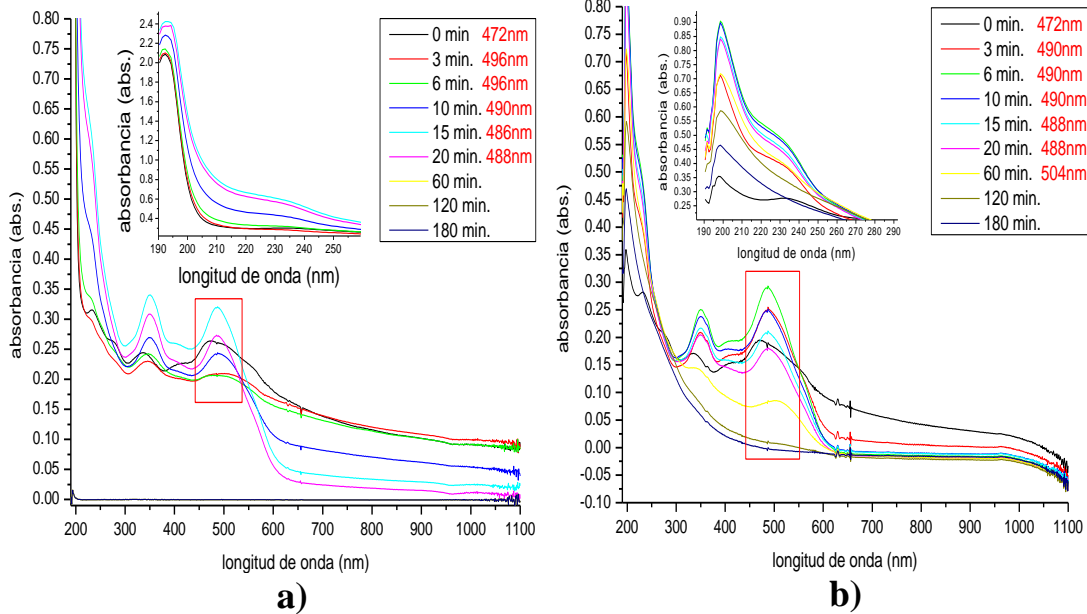 0.80
0.75
0.70
0.65
0.60
0.55
0.50
0.45
0.40
0.35
0.30
0.25
0.20
0.15
0.10
0.05
0.00
absorbancia (abs.)
200 300 400 500 600 700 800 900 1000 1100
longitud de onda (nm)
2.4
2.2
2.0
1.8
1.6
1.4
1.2
1.0
0.8
0.6
0.4
absorbancia (abs.)
190 200 210 220 230 240 250
longitud de onda (nm)
0 min 472nm
3 min. 496nm
6 min. 496nm
10 min. 490nm
15 min. 486nm
20 min. 488nm
60 min.
120 min.
180 min.
a)
0.80
0.75
0.70
0.65
0.60
0.55
0.50
0.45
0.40
0.35
0.30
0.25
0.20
0.15
0.10
0.05
0.00
-0.05
-0.10
absorbancia (abs.)
200 300 400 500 600 700 800 900 1000 1100
longitud de onda (nm)
0.90
0.85
0.80
0.75
0.70
0.65
0.60
0.55
0.50
0.45
0.40
0.35
0.30
0.25
absorbancia (abs.)
190 200 210 220 230 240 250 260 270 280 290
longitud de onda (nm)
0 min. 472nm
3 min. 490nm
6 min. 490nm
10 min. 490nm
15 min. 488nm
20 min. 488nm
60 min. 504nm
120 min.
180 min.
b)